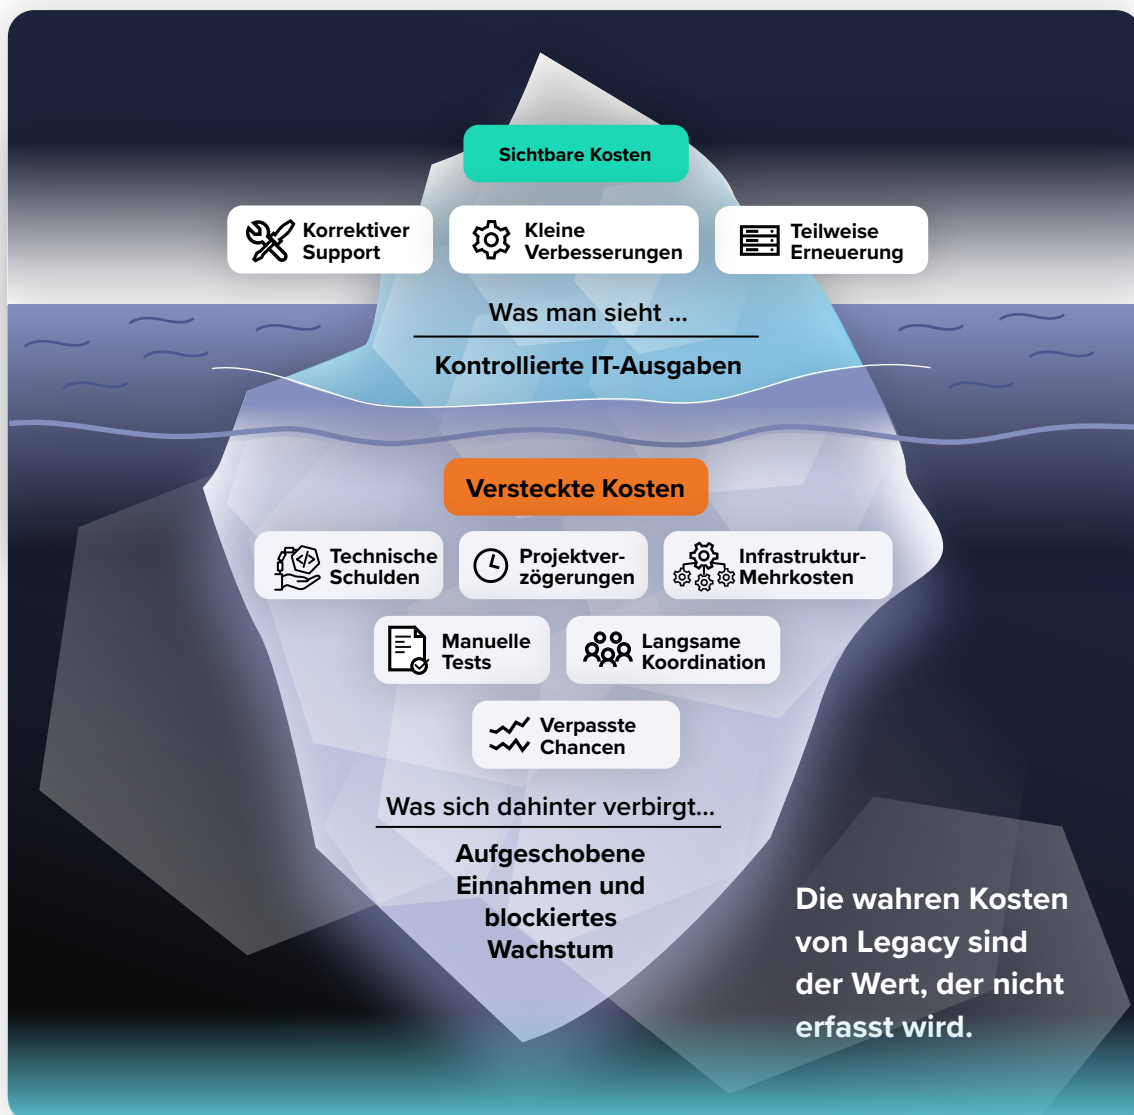 Sichtbare Kosten
Korrektiver
Support
Kleine
Verbesserungen
Teilweise
Erneuerung
Was man sieht ...
Kontrollierte IT-Ausgaben
Versteckte Kosten
Technische
Schulden
Projektver-
zögerungen
Infrastruktur-
Mehrkosten
Manuelle
Tests
Langsame
Koordination
Verpasste
Chancen
Was sich dahinter verbirgt...
Aufgeschobene
Einnahmen und
blockiertes
Wachstum
Die wahren Kosten
von Legacy sind
der Wert, der nicht
erfasst wird.